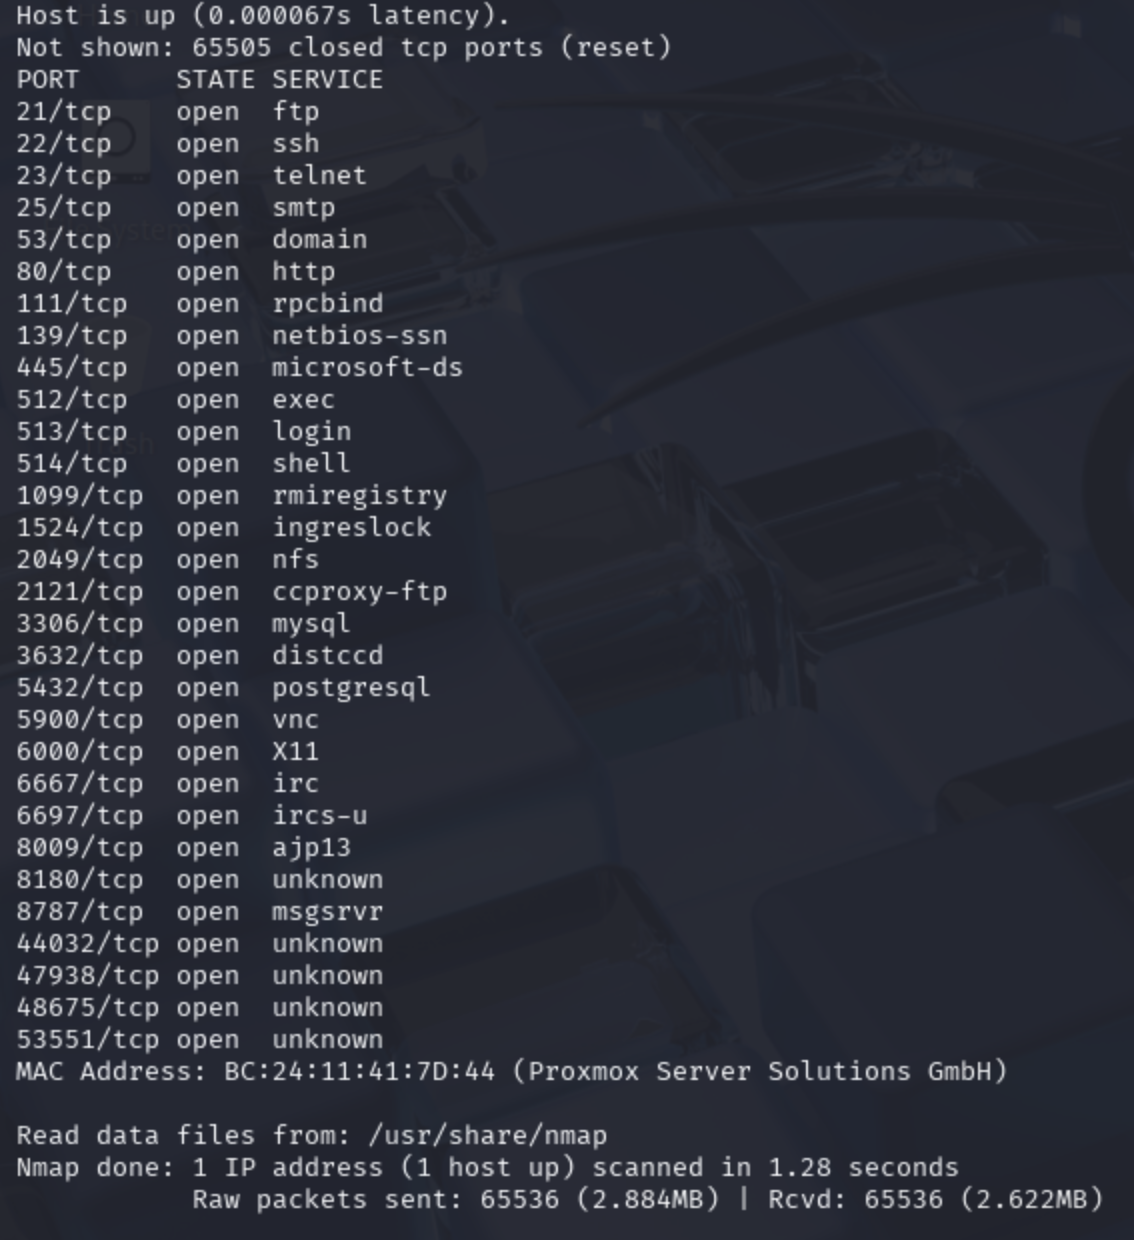 Host is up (0.000067s latency).
Not shown: 65505 closed tcp ports (reset)
PORT      STATE SERVICE
21/tcp    open  ftp
22/tcp    open  ssh
23/tcp    open  telnet
25/tcp    open  smtp
53/tcp    open  domain
80/tcp    open  http
111/tcp   open  rpcbind
139/tcp   open  netbios-ssn
445/tcp   open  microsoft-ds
512/tcp   open  exec
513/tcp   open  login
514/tcp   open  shell
1099/tcp  open  rmiregistry
1524/tcp  open  ingreslock
2049/tcp  open  nfs
2121/tcp  open  ccproxy-ftp
3306/tcp  open  mysql
3632/tcp  open  distccd
5432/tcp  open  postgresql
5900/tcp  open  vnc
6000/tcp  open  X11
6667/tcp  open  irc
6697/tcp  open  ircs-u
8009/tcp  open  ajp13
8180/tcp  open  unknown
8787/tcp  open  msgsrvr
44032/tcp open  unknown
47938/tcp open  unknown
48675/tcp open  unknown
53551/tcp open  unknown
MAC Address: BC:24:11:41:7D:44 (Proxmox Server Solutions GmbH)

Read data files from: /usr/share/nmap
Nmap done: 1 IP address (1 host up) scanned in 1.28 seconds
           Raw packets sent: 65536 (2.884MB) | Rcvd: 65536 (2.622MB)